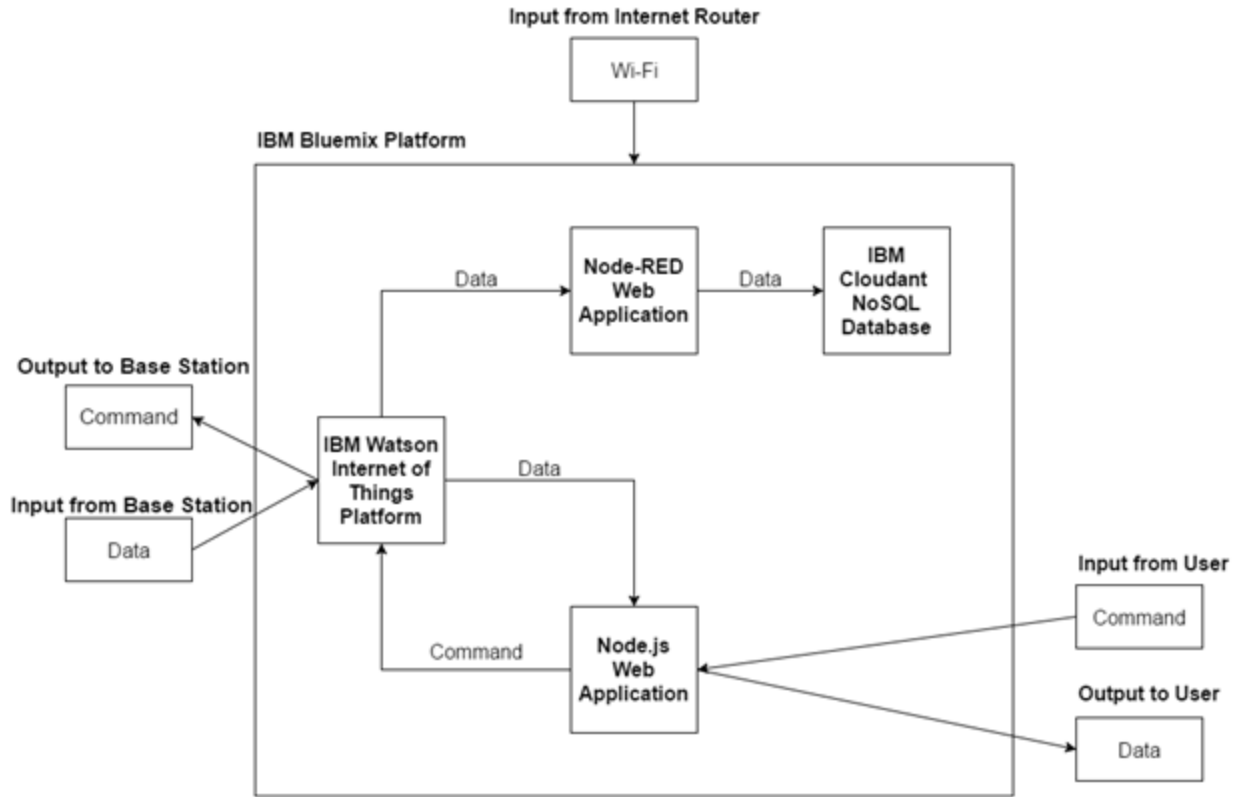 Input from Internet Router
Wi-Fi
IBM Bluemix Platform
Node-RED
Web
Application
IBM
Cloudant
NoSQL
Database
Data
Data
Output to Base Station
Command
IBM Watson
Internet of
Things
Platform
Data
Input from Base Station
Data
Input from User
Command
Command
Node.js
Web
Application
Output to User
Data